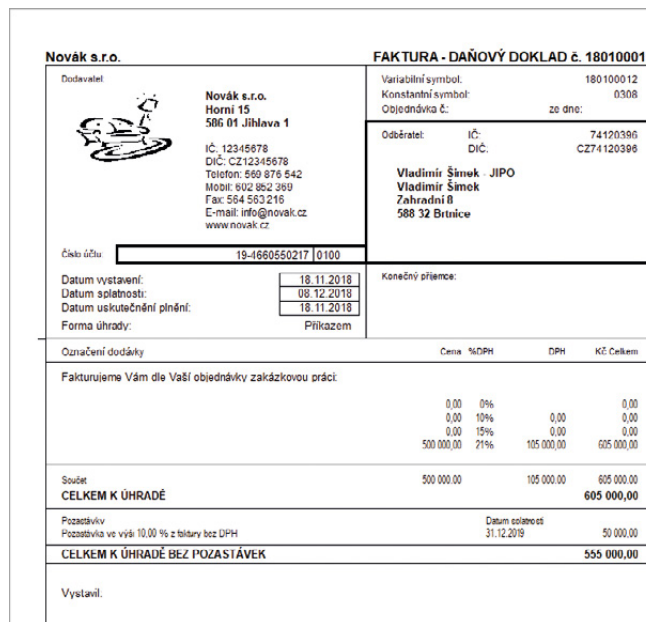 Novák s.r.o.
FAKTURA - DAŇOVÝ DOKLAD č. 18010001
Dodavatel:
Novák s.r.o.
Horní 15
586 01 Jihlava 1
IČ: 12345678
DIČ: CZ12345678
Telefon: 569 876 542
Mobil: 602 852 369
Fax: 564 563 216
E-mail: info@novak.cz
www.novak.cz
Číslo účtu: 19-4660550217 0100
Datum vystavení: 18.11.2018
Datum splatnosti: 08.12.2018
Datum uskutečnění plnění: 18.11.2018
Forma úhrady: Příkazem
Variabilní symbol: 180100012
Konstantní symbol: 0308
Objednávka č.: ze dne:
Odběratel: IČ: 74120396
DIČ: CZ74120396
Vladimír Šimek - JIPO
Vladimír Šimek
Zahradní 8
588 32 Brtnice
Konečný příjemce:
Označení dodávky Cena %DPH DPH Kč Celkem
Fakturujeme Vám dle Vaší objednávky zakázkovou práci:
0,00 0% 0,00
0,00 10% 0,00 0,00
0,00 15% 0,00 0,00
500 000,00 21% 105 000,00 605 000,00
Součet 500 000,00 105 000,00 605 000,00
CELKEM K ÚHRADĚ 605 000,00
Pozastávky Datum splatnosti
Pozastávka ve výši 10,00 % z faktury bez DPH 31.12.2019 50 000,00
CELKEM K ÚHRADĚ BEZ POZASTÁVEK 555 000,00
Vystavil: